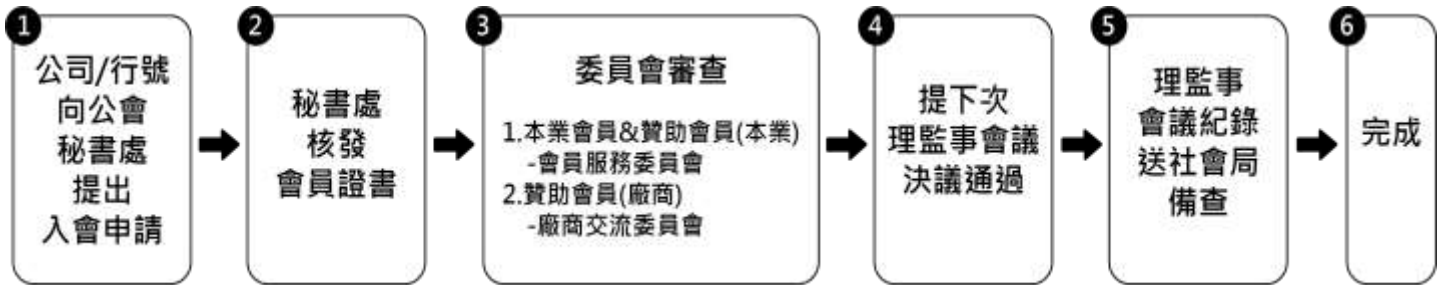 1
公司/行號
向公會
秘書處
提出
入會申請
2
秘書處
核發
會員證書
3
委員會審查
1.本業會員&贊助會員(本業)
-會員服務委員會
2.贊助會員(廠商)
-廠商交流委員會
4
提下次
理監事會議
決議通過
5
理監事
會議紀錄
送社會局
備查
6
完成